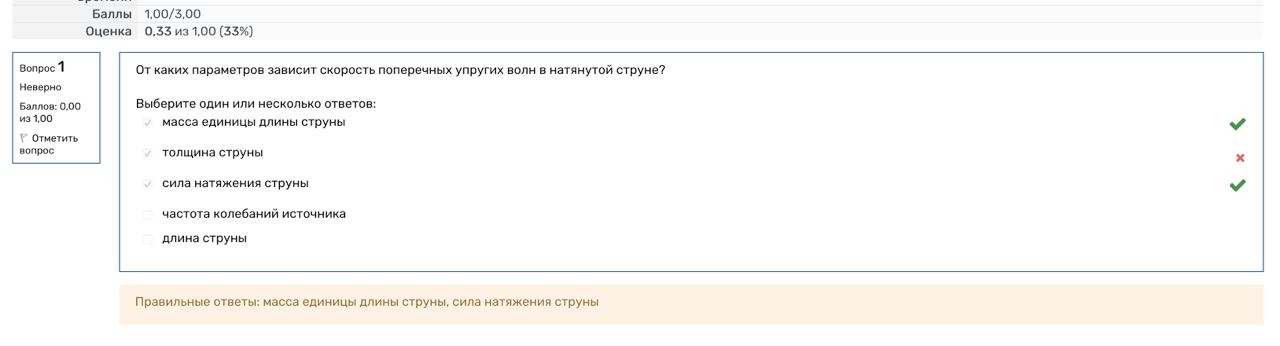 Баллы 1,00/3,00
Оценка 0,33 из 1,00 (33%)
Вопрос 1
Неверно
Баллов: 0,00
из 1,00
Отметить
вопрос
От каких параметров зависит скорость поперечных упругих волн в натянутой струне?
Выберите один или несколько ответов:
масса единицы длины струны
толщина струны
сила натяжения струны
частота колебаний источника
длина струны
Правильные ответы: масса единицы длины струны, сила натяжения струны